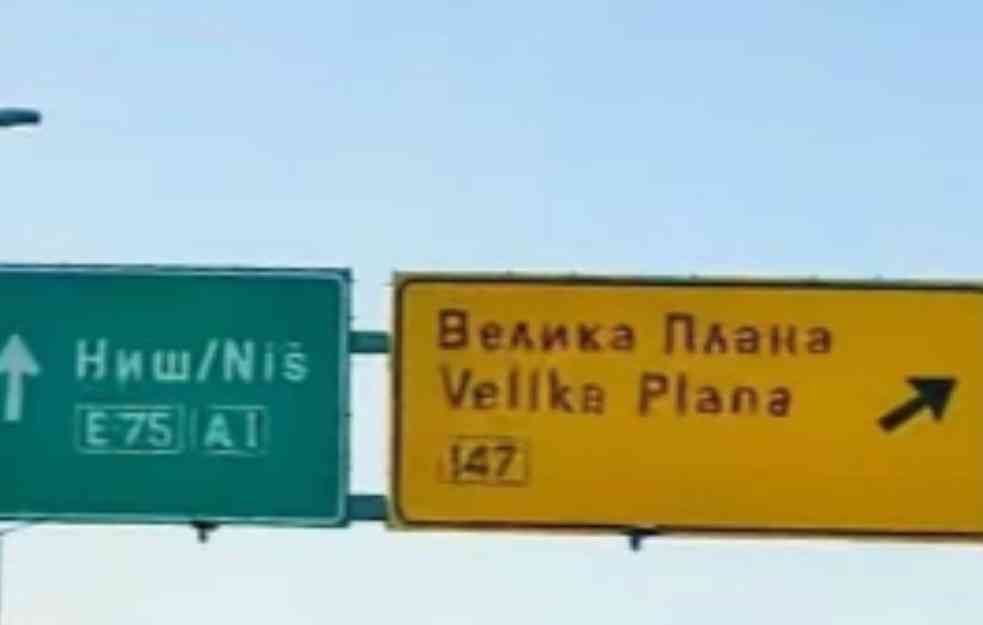 Ниш/Niš
E-75 A1
Велика Плана
Velika Plana
147